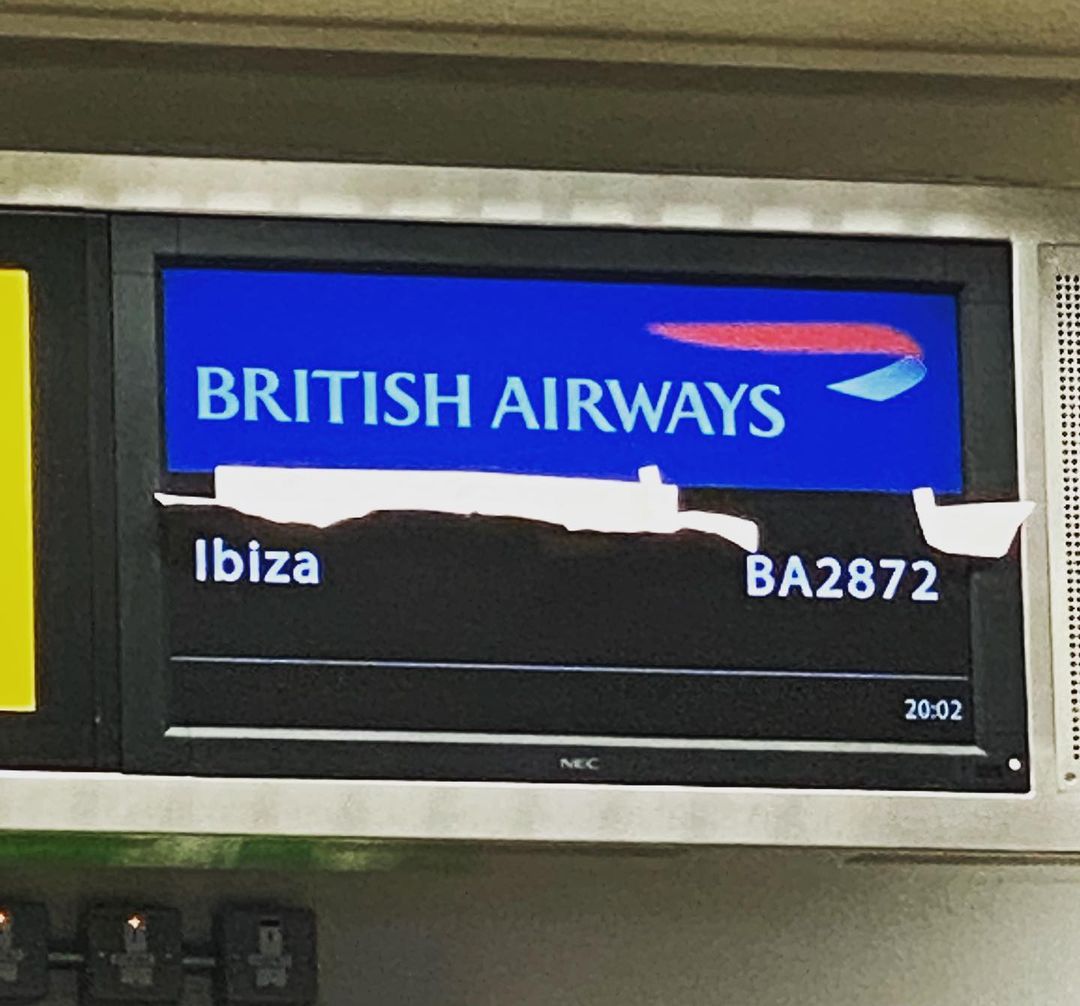 BRITISH AIRWAYS
Ibiza BA2872
20:02
NEC